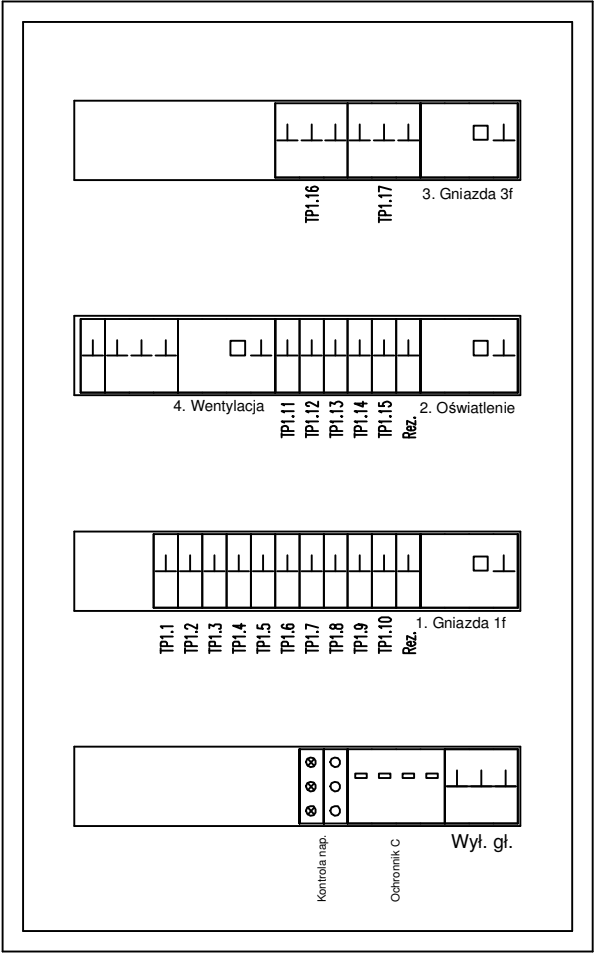 TP1.16
TP1.17
3. Gniazda 3f
4. Wentylacja
TP1.11
TP1.12
TP1.13
TP1.14
TP1.15
Rez.
2. Oświatlenie
TP1.1
TP1.2
TP1.3
TP1.4
TP1.5
TP1.6
TP1.7
TP1.8
TP1.9
TP1.10
Rez.
1. Gniazda 1f
Kontrola nap.
Ochronnik C
Wył. gł.